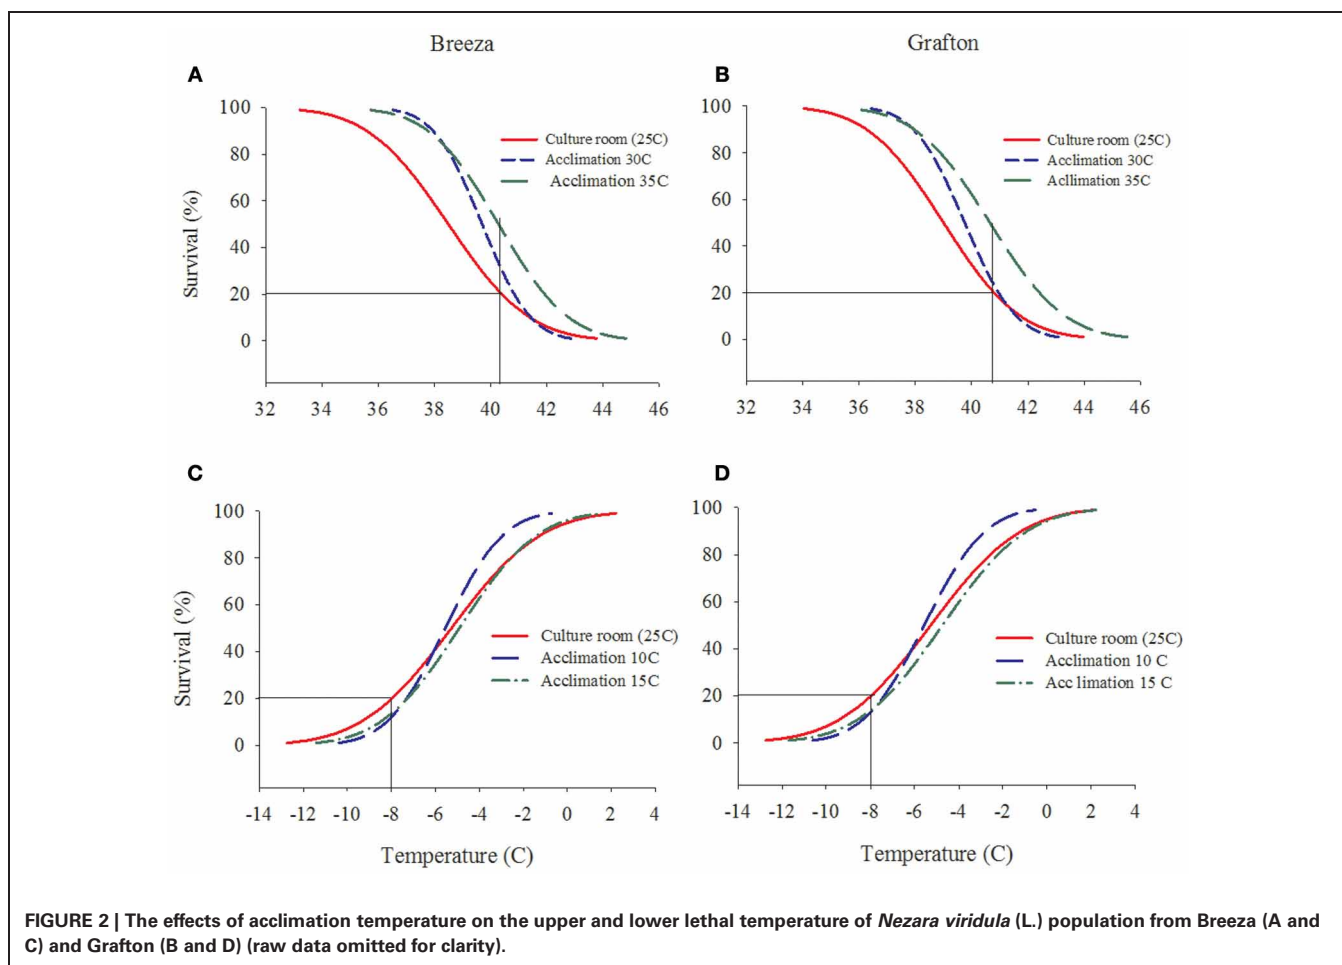 Breeza
Grafton
A
B
100
80
60
40
20
0
Survival (%)
Culture room (25C)
Acclimation 30C
Acclimation 35C
32 34 36 38 40 42 44 46
100
80
60
40
20
0
Culture room (25C)
Acclimation 30C
Acllimation 35C
32 34 36 38 40 42 44 46
C
D
100
80
60
40
20
0
Survival (%)
Culture room (25C)
Acclimation 10C
Acclimation 15C
-14 -12 -10 -8 -6 -4 -2 0 2 4
Temperature (C)
100
80
60
40
20
0
Culture room (25C)
Acclimation 10 C
Acc limation 15 C
-14 -12 -10 -8 -6 -4 -2 0 2 4
Temperature (C)
FIGURE 2 | The effects of acclimation temperature on the upper and lower lethal temperature of Nezara viridula (L.) population from Breeza (A and
C) and Grafton (B and D) (raw data omitted for clarity).